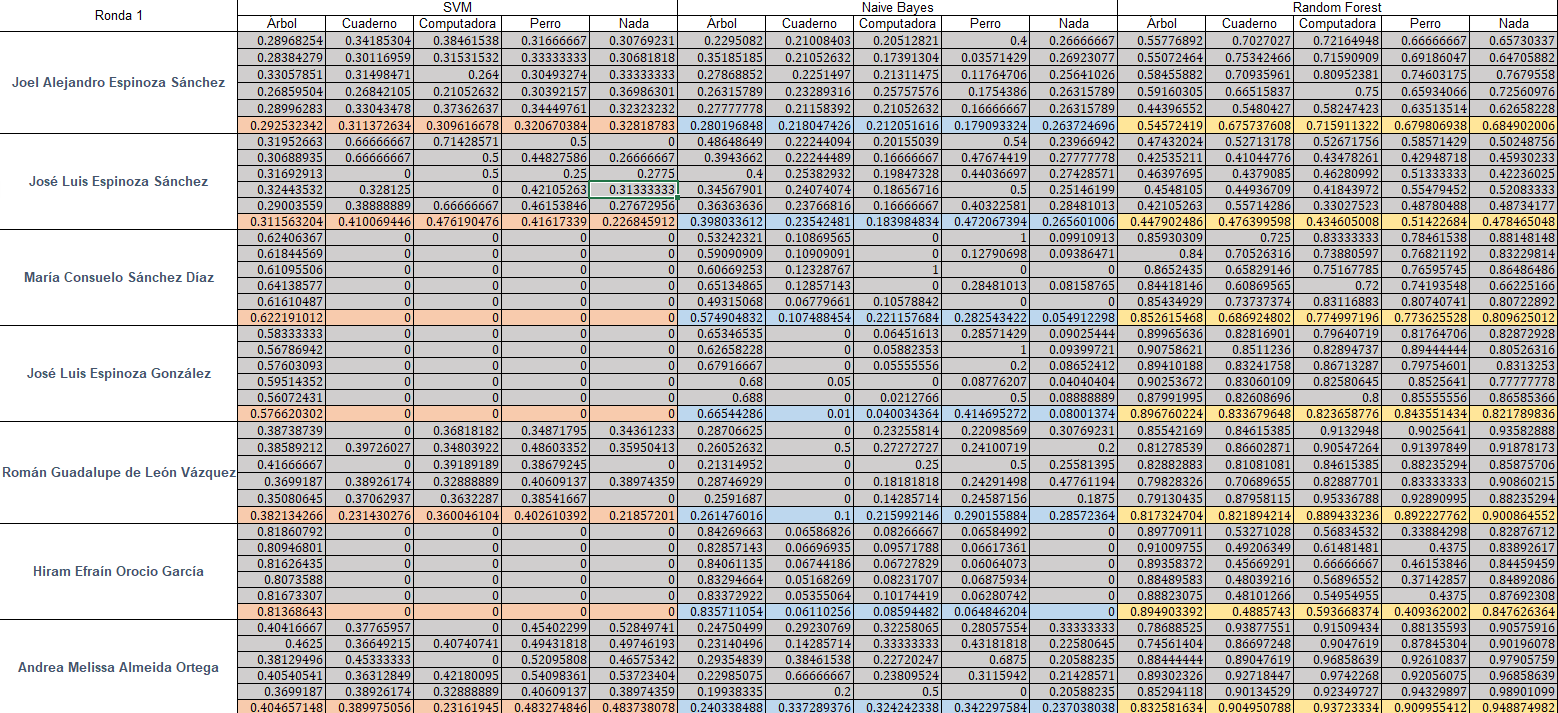 Ronda 1 SVM Naive Bayes Random Forest
Árbol Cuaderno Computadora Perro Nada Árbol Cuaderno Computadora Perro Nada Árbol Cuaderno Computadora Perro Nada
Joel Alejandro Espinoza Sánchez
0.28968254 0.34185304 0.38461538 0.31666667 0.30769231 0.2295082 0.21008403 0.20512821 0.4 0.26666667 0.55776892 0.7027027 0.72164948 0.66666667 0.65730337
0.28384279 0.30116959 0.31531532 0.33333333 0.30681818 0.35185185 0.21052632 0.17391304 0.03571429 0.26923077 0.55072464 0.75342466 0.71590909 0.69186047 0.64705882
0.33057851 0.31498471 0.264 0.30493274 0.33333333 0.27868852 0.2251497 0.21311475 0.11764706 0.25641026 0.58455882 0.70935961 0.80952381 0.74603175 0.7679558
0.26859504 0.26842105 0.21052632 0.30392157 0.36986301 0.26315789 0.23289316 0.25757576 0.1754386 0.26315789 0.59160305 0.66515837 0.75 0.65934066 0.72560976
0.28996283 0.33043478 0.37362637 0.34449761 0.32323232 0.27777778 0.21158392 0.21052632 0.16666667 0.26315789 0.44396552 0.5480427 0.58247423 0.63513514 0.62658228
0.292532342 0.311372634 0.309616678 0.320670384 0.32818783 0.280196848 0.218047426 0.212051616 0.179093324 0.263724696 0.54572419 0.675737608 0.715911322 0.679806938 0.684902006
José Luis Espinoza Sánchez
0.31952663 0.66666667 0.71428571 0.5 0 0.48648649 0.22244094 0.20155039 0.54 0.23966942 0.47432024 0.52713178 0.52671756 0.58571429 0.50248756
0.30688935 0.66666667 0.5 0.44827586 0.26666667 0.3943662 0.22244489 0.16666667 0.47674419 0.27777778 0.42535211 0.41044776 0.43478261 0.42948718 0.45930233
0.31692913 0 0.5 0.25 0.2775 0.4 0.25382932 0.19847328 0.44036697 0.27428571 0.46397695 0.4379085 0.46280992 0.51333333 0.42236025
0.32443532 0.328125 0 0.42105263 0.31333333 0.34567901 0.24074074 0.18656716 0.5 0.25146199 0.4548105 0.44936709 0.41843972 0.55479452 0.52083333
0.29003559 0.38888889 0.66666667 0.46153846 0.27672956 0.36363636 0.23766816 0.16666667 0.40322581 0.28481013 0.42105263 0.55714286 0.33027523 0.48780488 0.48734177
0.311563204 0.410069446 0.476190476 0.41617339 0.226845912 0.398033612 0.23542481 0.183984834 0.472067394 0.265601006 0.447902486 0.476399598 0.434605008 0.51422684 0.478465048
María Consuelo Sánchez Díaz
0.62406367 0 0 0 0 0.53242321 0.10869565 0 1 0.09910913 0.85930309 0.725 0.83333333 0.78461538 0.88148148
0.61844569 0 0 0 0 0.59090909 0.10909091 0 0.12790698 0.09386471 0.84 0.70526316 0.73880597 0.76821192 0.83229814
0.61095506 0 0 0 0 0.60669253 0.12328767 1 0 0 0.8652435 0.65829146 0.75167785 0.76595745 0.86486486
0.64138577 0 0 0 0 0.65134865 0.12857143 0 0.28481013 0.08158765 0.84418146 0.60869565 0.72 0.74193548 0.66225166
0.61610487 0 0 0 0 0.49315068 0.06779661 0.10578842 0 0 0.85434929 0.73737374 0.83116883 0.80740741 0.80722892
0.622191012 0 0 0 0 0.574904832 0.107488454 0.221157684 0.282543422 0.054912298 0.852615468 0.686924802 0.774997196 0.773625528 0.809625012
José Luis Espinoza González
0.58333333 0 0 0 0 0.65346535 0 0.06451613 0.28571429 0.09025444 0.89965636 0.82816901 0.79640719 0.81764706 0.82872928
0.56786942 0 0 0 0 0.62658228 0 0.05882353 1 0.09399721 0.90758621 0.8511236 0.82894737 0.89444444 0.80526316
0.57603093 0 0 0 0 0.67916667 0 0.05555556 0.2 0.08652412 0.89410188 0.83241758 0.86713287 0.79754601 0.8313253
0.59514352 0 0 0 0 0.68 0.05 0 0.08776207 0.04040404 0.90253672 0.83060109 0.82580645 0.8525641 0.77777778
0.56072431 0 0 0 0 0.688 0 0.0212766 0.5 0.08888889 0.87991995 0.82608696 0.8 0.85555556 0.86585366
0.576620302 0 0 0 0 0.66544286 0.01 0.040034364 0.414695272 0.08001374 0.896760224 0.833679648 0.823658776 0.843551434 0.821789836
Román Guadalupe de León Vázquez
0.38738739 0 0.36818182 0.34871795 0.34461233 0.28706625 0 0.23255814 0.22098569 0.30769231 0.85542169 0.84615385 0.9132948 0.9025641 0.93582888
0.38589212 0.39726027 0.34803922 0.48603352 0.35950413 0.26052632 0.5 0.27272727 0.24100719 0.2 0.81278539 0.86602871 0.90547264 0.91397849 0.91878173
0.41666667 0 0.39189189 0.38679245 0 0.21314952 0 0.25 0.5 0.25581395 0.82882883 0.81081081 0.84615385 0.88235294 0.85875706
0.3699187 0.38926174 0.32888889 0.40609137 0.38974359 0.28746929 0 0.18181818 0.24291498 0.47761194 0.79828326 0.70689655 0.82887701 0.83333333 0.90860215
0.35080645 0.37062937 0.3632287 0.38541667 0 0.2591687 0 0.14285714 0.24587156 0.1875 0.79130435 0.87958115 0.95336788 0.92890995 0.88235294
0.382134266 0.231430276 0.360046104 0.402610392 0.21857201 0.261476016 0.1 0.215992146 0.290155884 0.28572364 0.817324704 0.821894214 0.889433236 0.892227762 0.900864552
Hiram Efraín Orocio García
0.81860792 0 0 0 0 0.84269663 0.06586826 0.08266667 0.06584992 0 0.89770911 0.53271028 0.56834532 0.33884298 0.82876712
0.80946801 0 0 0 0 0.82857143 0.06696935 0.09571788 0.06617361 0 0.91009755 0.49206349 0.61481481 0.4375 0.83892617
0.81626435 0 0 0 0 0.84061135 0.06744186 0.06727829 0.06064073 0 0.89358372 0.45669291 0.66666667 0.46153846 0.84459459
0.8073588 0 0 0 0 0.83294664 0.05168269 0.08231707 0.06875934 0 0.88489583 0.48039216 0.56896552 0.37142857 0.84892086
0.81673307 0 0 0 0 0.83372922 0.05355064 0.10174419 0.06280742 0 0.88823075 0.48101266 0.54954955 0.4375 0.87692308
0.81368643 0 0 0 0 0.835711054 0.06110256 0.08594482 0.064846204 0 0.894903392 0.4885743 0.593668374 0.409362002 0.847626364
Andrea Melissa Almeida Ortega
0.40416667 0.37765957 0 0.45402299 0.52849741 0.24750499 0.29230769 0.32258065 0.28057554 0.33333333 0.78688525 0.93877551 0.91509434 0.88135593 0.90575916
0.4625 0.36649215 0.40740741 0.49431818 0.49746193 0.23140496 0.14285714 0.33333333 0.43181818 0.22580645 0.74561404 0.86697248 0.9047619 0.87845304 0.90196078
0.38129496 0.45333333 0 0.52095808 0.46575342 0.29354839 0.38461538 0.22720247 0.6875 0.20588235 0.88444444 0.89047619 0.96858639 0.92610837 0.97905759
0.40540541 0.36312849 0.42180095 0.54098361 0.53723404 0.22985075 0.66666667 0.23809524 0.3115942 0.21428571 0.89302326 0.92718447 0.9742268 0.92056075 0.96858639
0.3699187 0.38926174 0.32888889 0.40609137 0.38974359 0.19938335 0.2 0.5 0 0.20588235 0.85294118 0.90134529 0.92349727 0.94329897 0.98901099
0.404657148 0.389975056 0.23161945 0.483274846 0.483738078 0.240338488 0.337289376 0.324242338 0.342297584 0.237038038 0.832581634 0.904950788 0.93723334 0.909955412 0.948874982